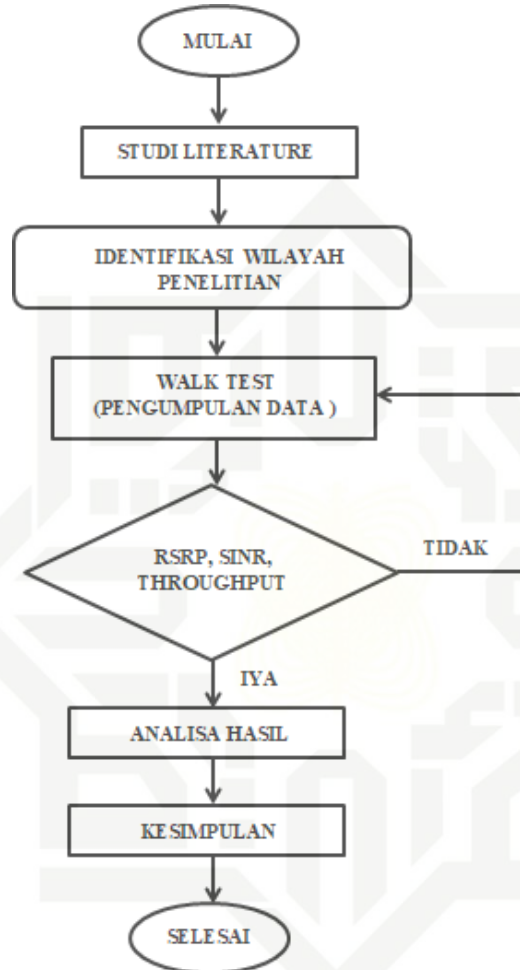 MULAI
STUDI LITERATURE
IDENTIFIKASI WILAYAH
PENELITIAN
WALK TEST
(PENGUMPULAN DATA )
RSRP, SINR,
THROUGHPUT
TIDAK
IYA
ANALISA HASIL
KESIMPULAN
SELESAI